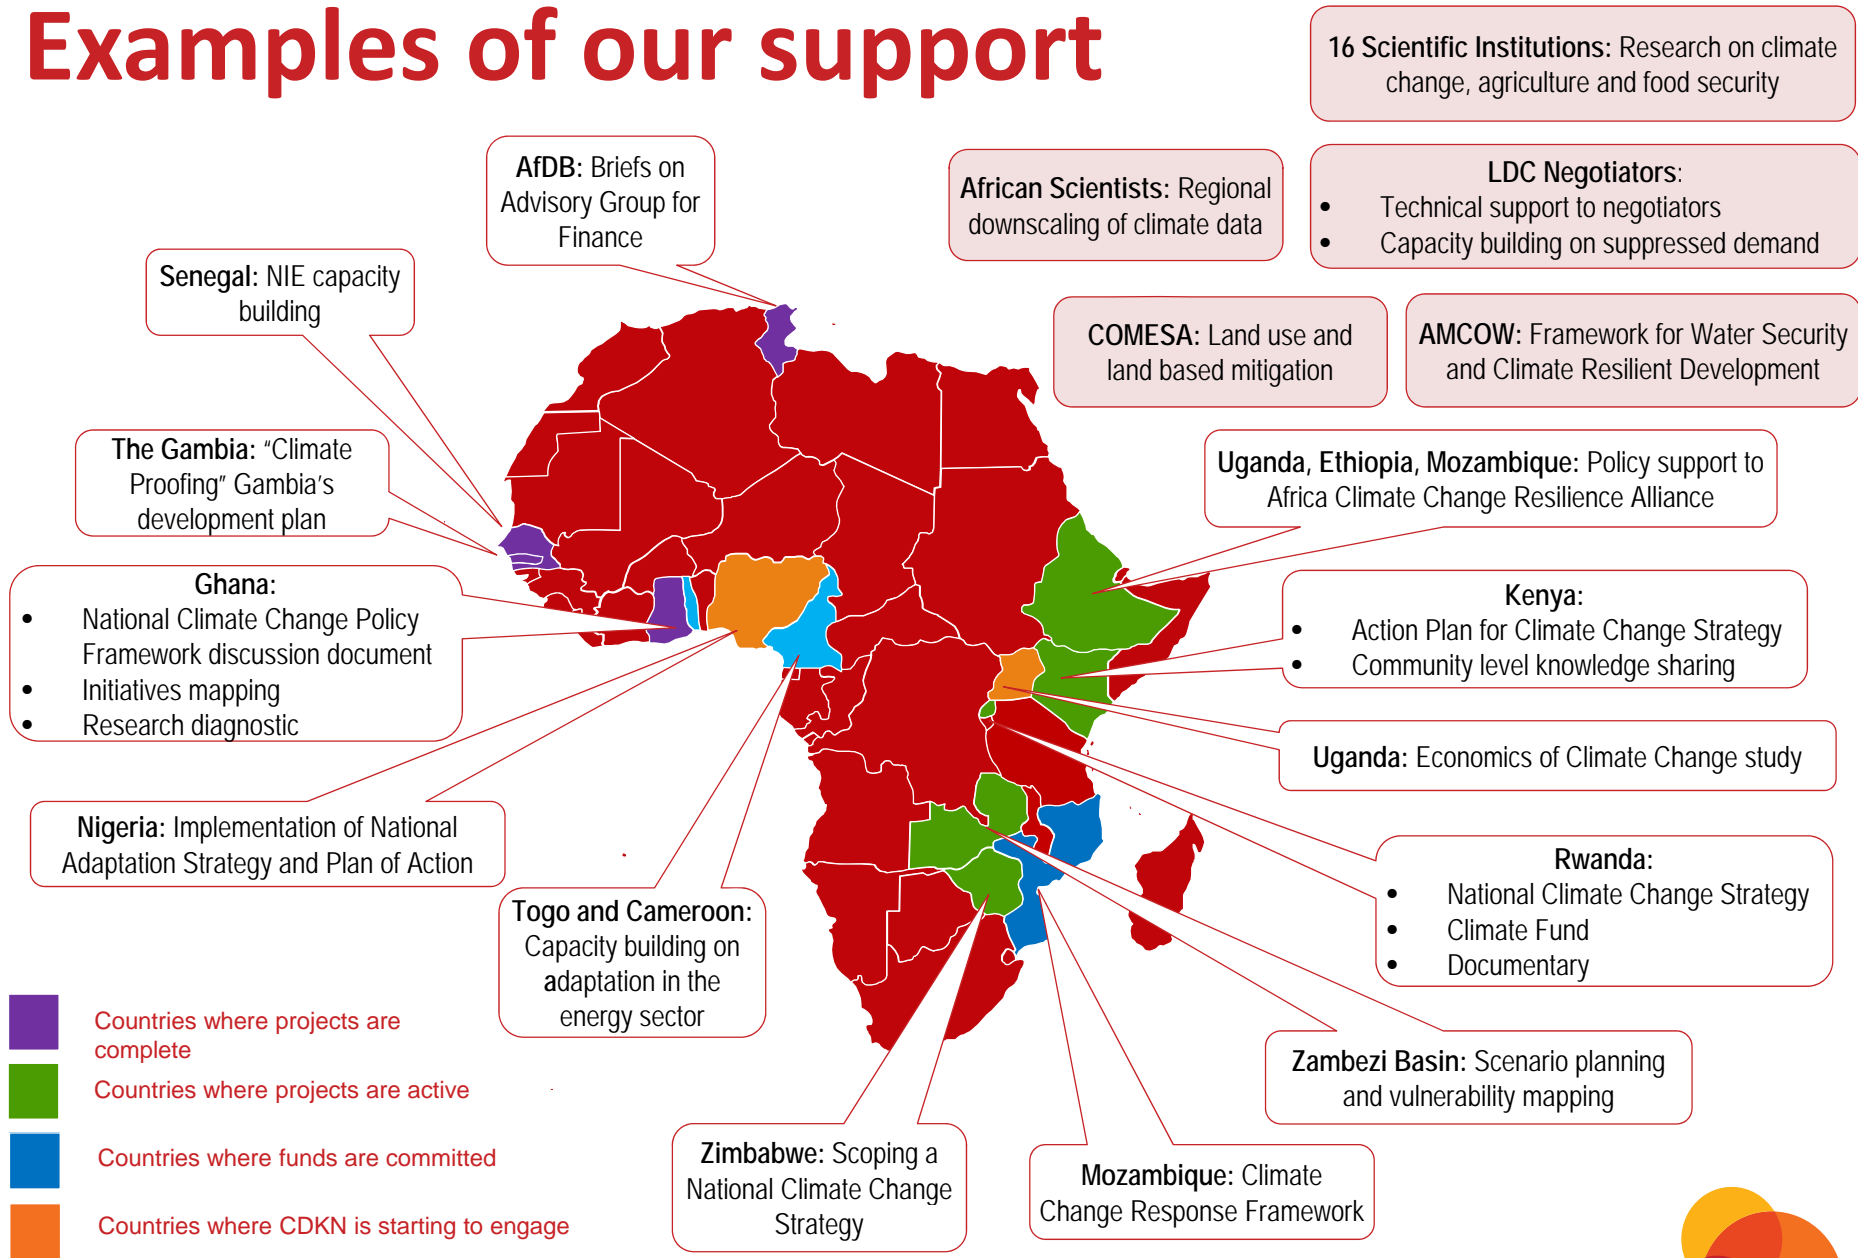 Examples of our support
16 Scientific Institutions: Research on climate
change, agriculture and food security
AfDB: Briefs on
Advisory Group for
Finance
African Scientists: Regional
downscaling of climate data
LDC Negotiators:
• Technical support to negotiators
• Capacity building on suppressed demand
Senegal: NIE capacity
building
COMESA: Land use and
land based mitigation
AMCOW: Framework for Water Security
and Climate Resilient Development
The Gambia: “Climate
Proofing” Gambia’s
development plan
Uganda, Ethiopia, Mozambique: Policy support to
Africa Climate Change Resilience Alliance
Ghana:
• National Climate Change Policy
Framework discussion document
• Initiatives mapping
• Research diagnostic
Kenya:
• Action Plan for Climate Change Strategy
• Community level knowledge sharing
Uganda: Economics of Climate Change study
Nigeria: Implementation of National
Adaptation Strategy and Plan of Action
Rwanda:
• National Climate Change Strategy
• Climate Fund
• Documentary
Togo and Cameroon:
Capacity building on
adaptation in the
energy sector
Zambezi Basin: Scenario planning
and vulnerability mapping
Zimbabwe: Scoping a
National Climate Change
Strategy
Mozambique: Climate
Change Response Framework
Countries where projects are
complete
Countries where projects are active
Countries where funds are committed
Countries where CDKN is starting to engage